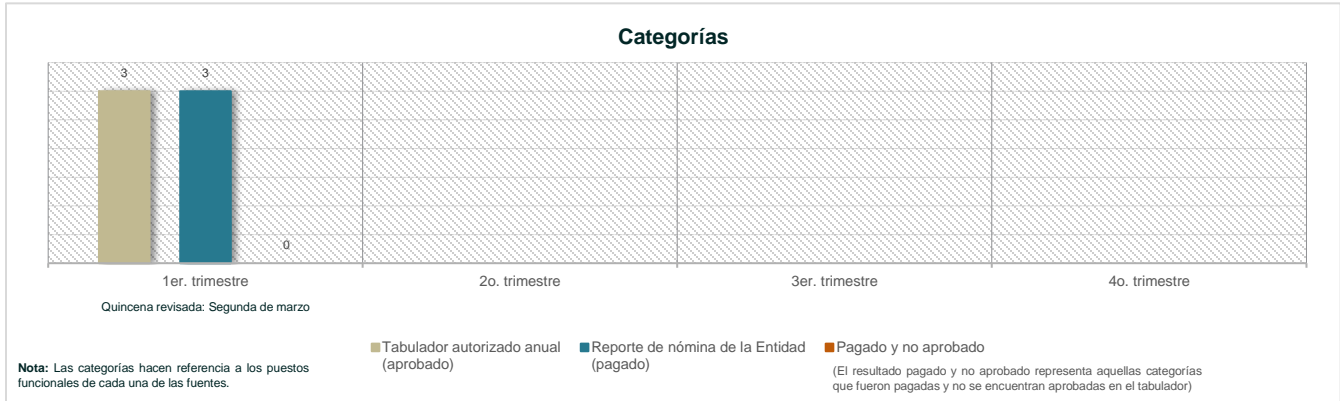 Categorías
3
3
0
1er. trimestre
2o. trimestre
3er. trimestre
4o. trimestre
Quincena revisada: Segunda de marzo
Tabulador autorizado anual
(aprobado)
Reporte de nómina de la Entidad
(pagado)
Pagado y no aprobado
(El resultado pagado y no aprobado representa aquellas categorías
que fueron pagadas y no se encuentran aprobadas en el tabulador)
Nota: Las categorías hacen referencia a los puestos
funcionales de cada una de las fuentes.